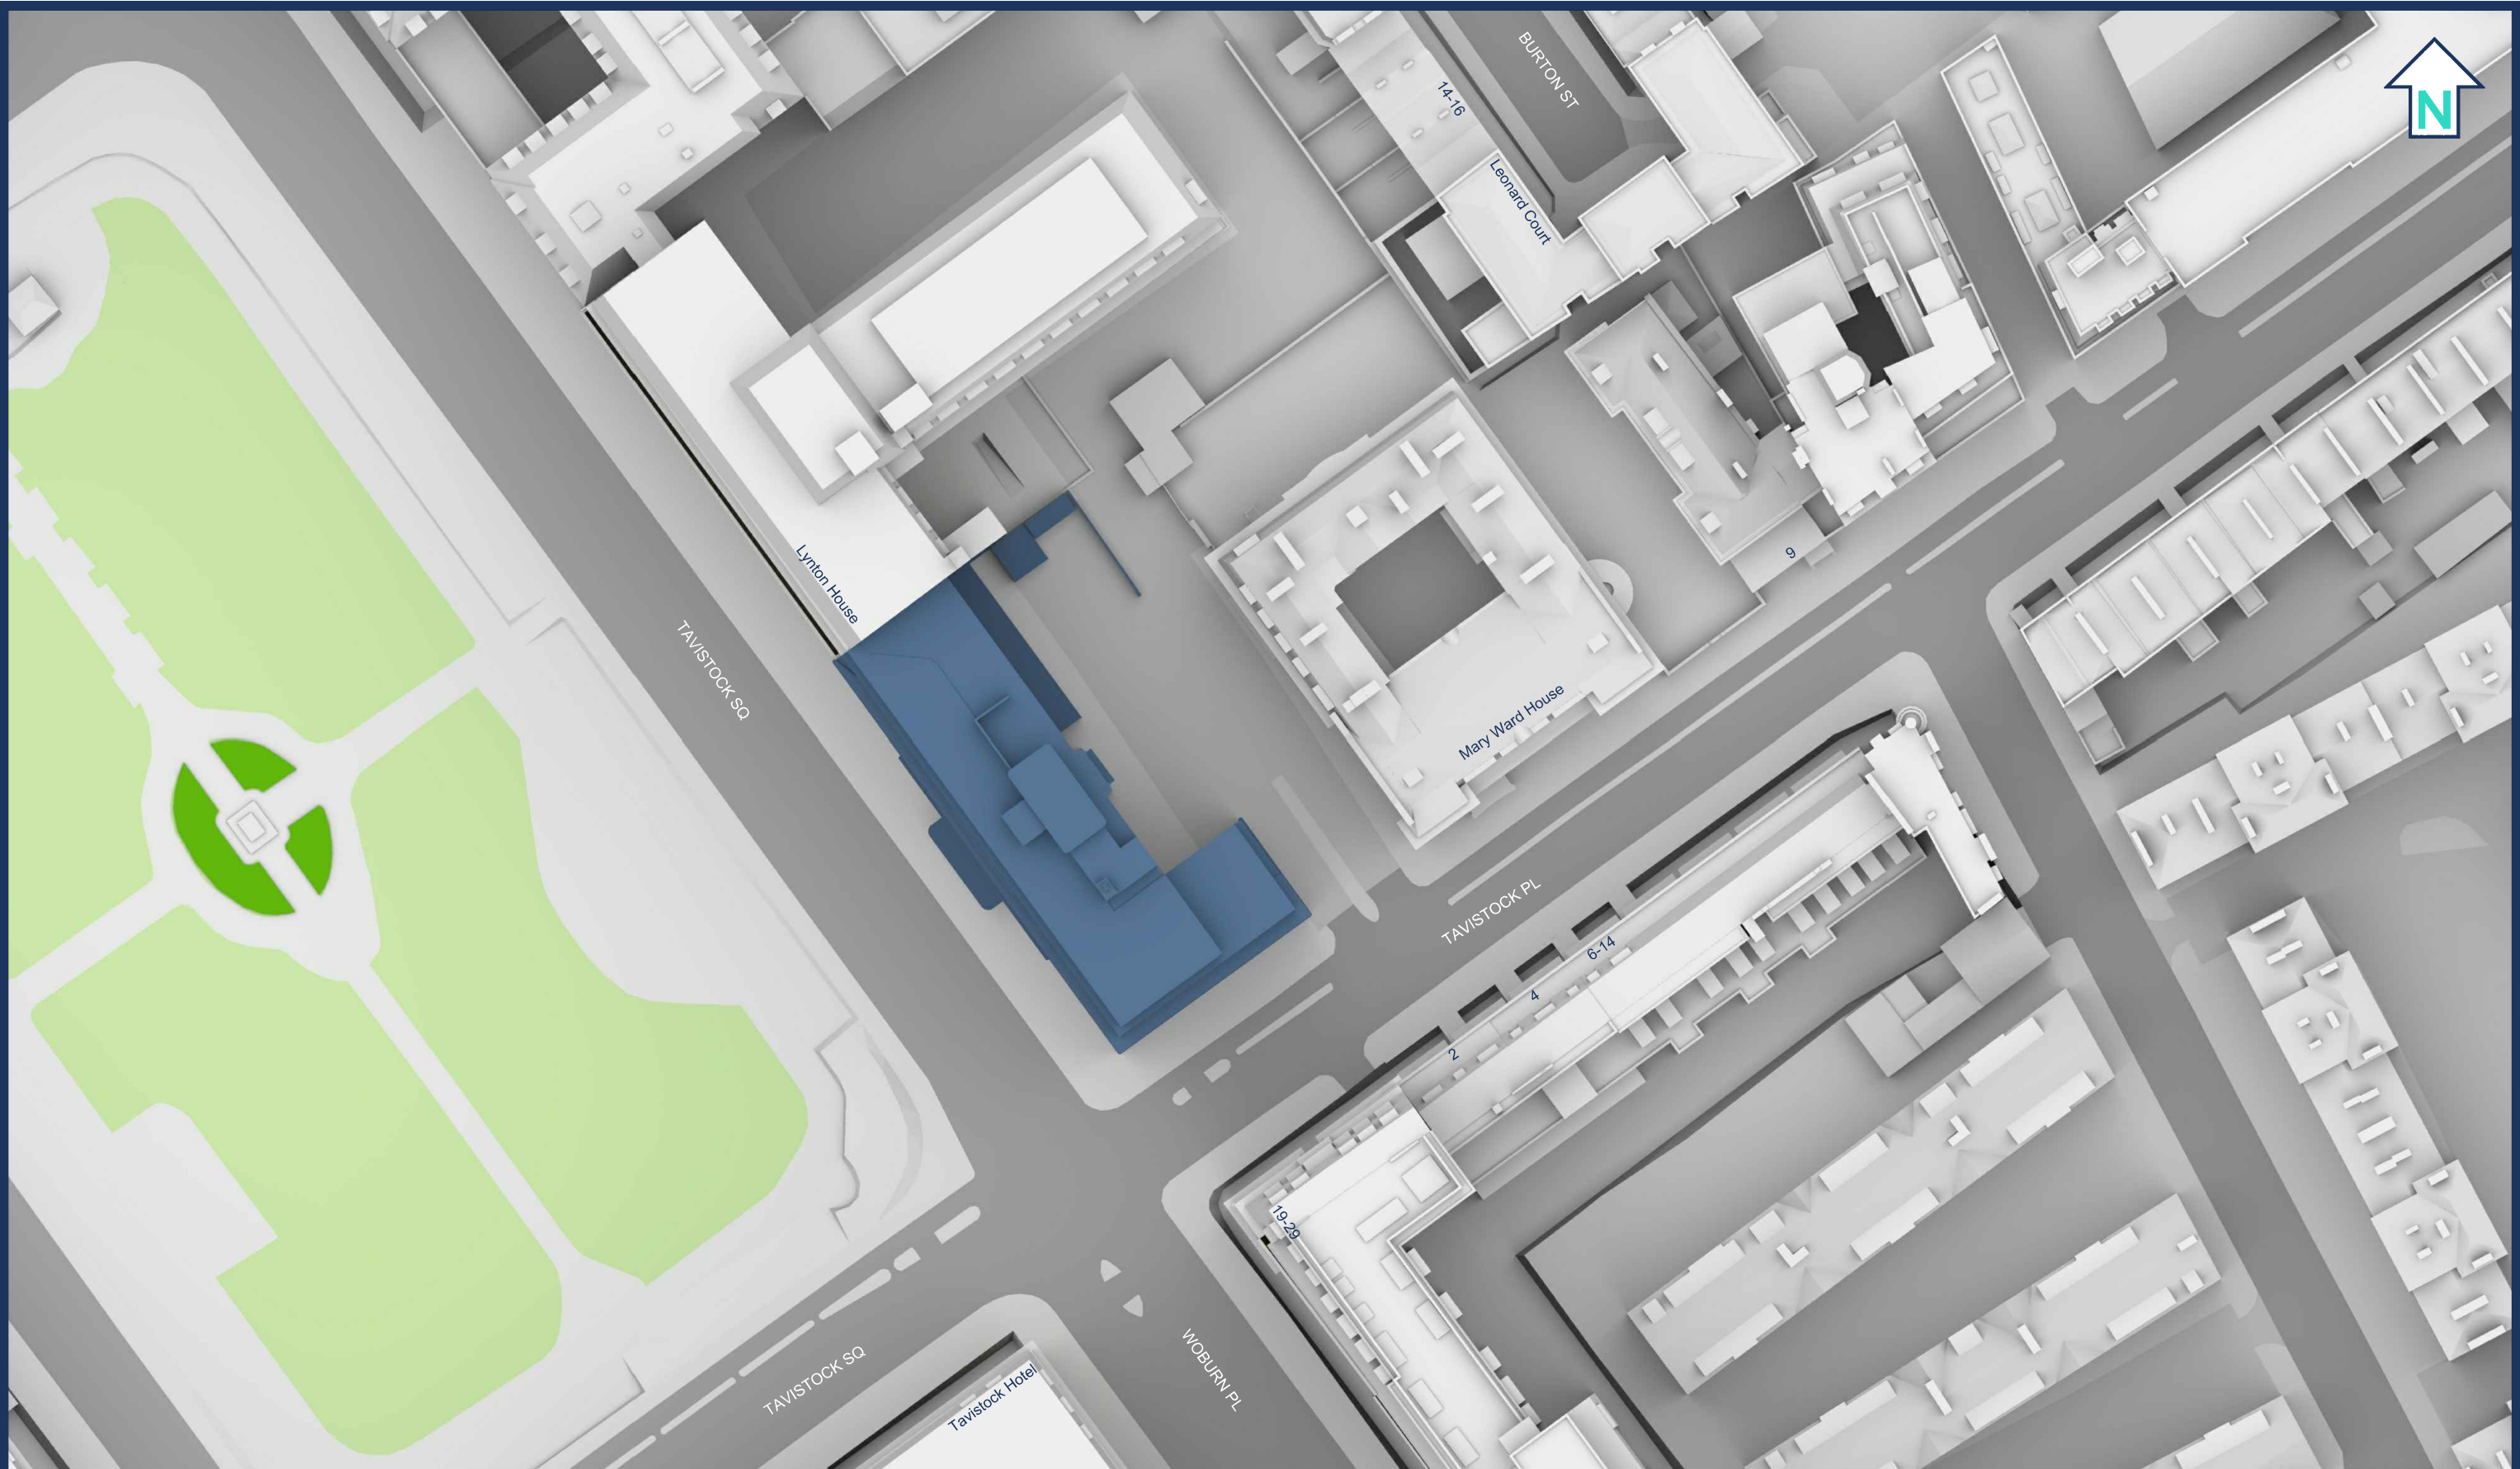 BURTON ST
14-16
N
Leonard Court
Lynton House
9
TAVISTOCK SQ
Mary Ward House
TAVISTOCK PL
6-14
4
2
19-29
WOBURN PL
TAVISTOCK SQ
Tavistock Hotel